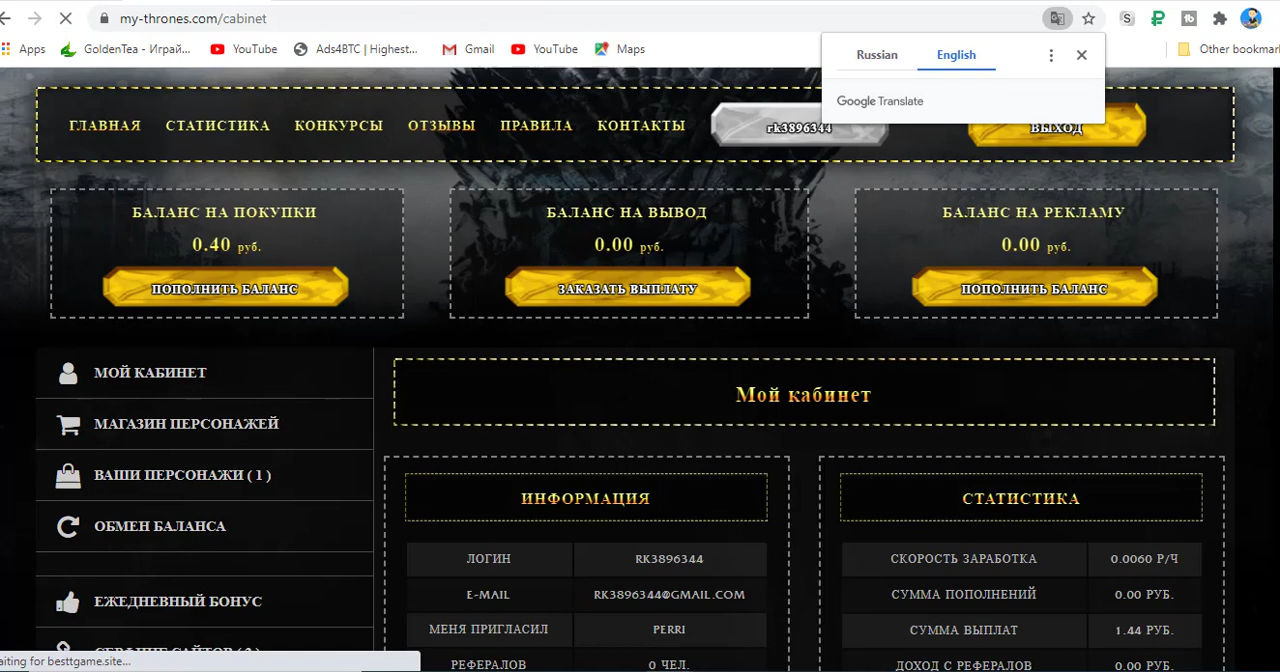 my-thrones.com/cabinet
Apps
GoldenTea - Играй...
YouTube
Ads4BTC | Highest...
Gmail
YouTube
Maps
Other bookmar
Russian
English
Google Translate
ГЛАВНАЯ
СТАТИСТИКА
КОНКУРСЫ
ОТЗЫВЫ
ПРАВИЛА
КОНТАКТЫ
rk3896344
ВЫХОД
БАЛАНС НА ПОКУПКИ
0.40 руб.
ПОПОЛНИТЬ БАЛАНС
БАЛАНС НА ВЫВОД
0.00 руб.
ЗАКАЗАТЬ ВЫПЛАТУ
БАЛАНС НА РЕКЛАМУ
0.00 руб.
ПОПОЛНИТЬ БАЛАНС
МОЙ КАБИНЕТ
МАГАЗИН ПЕРСОНАЖЕЙ
ВАШИ ПЕРСОНАЖИ ( 1 )
ОБМЕН БАЛАНСА
ЕЖЕДНЕВНЫЙ БОНУС
Мой кабинет
ИНФОРМАЦИЯ
ЛОГИН RK3896344
E-MAIL RK3896344@GMAIL.COM
МЕНЯ ПРИГЛАСИЛ PERRI
РЕФЕРАЛОВ 0 ЧЕЛ.
СТАТИСТИКА
СКОРОСТЬ ЗАРАБОТКА 0.0060 Р/Ч
СУММА ПОПОЛНЕНИЙ 0.00 РУБ.
СУММА ВЫПЛАТ 1.44 РУБ.
ДОХОД С РЕФЕРАЛОВ 0.00 РУБ.
aiting for besttgame.site...